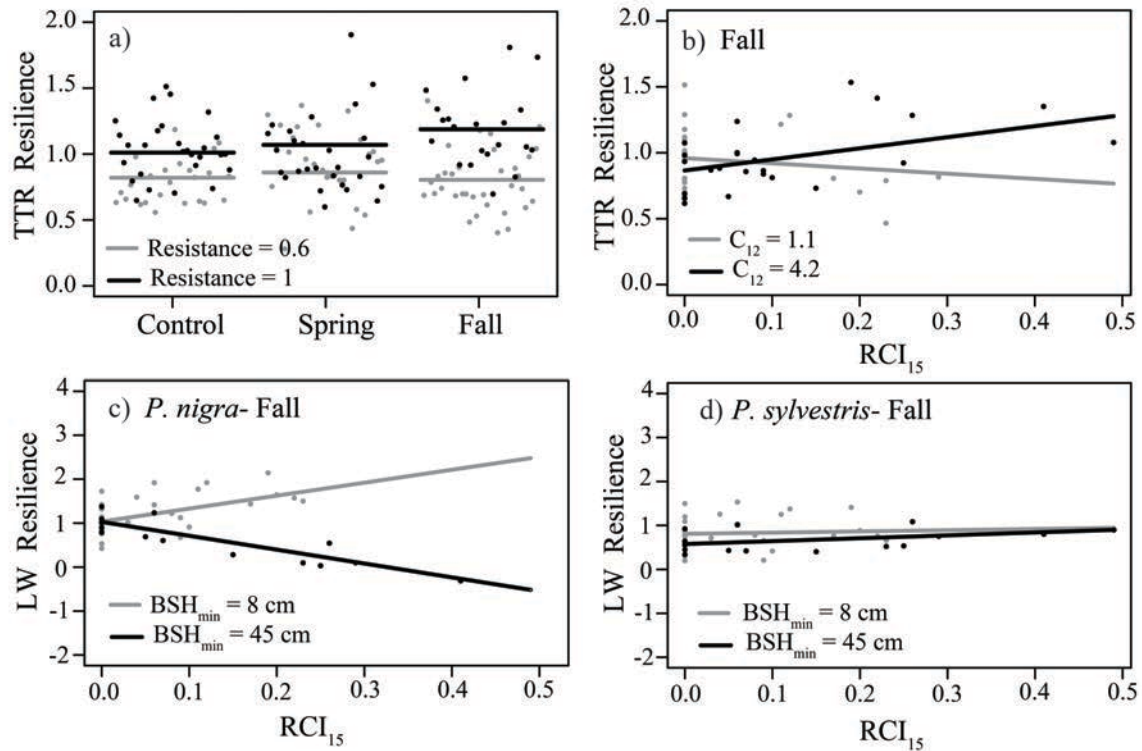 a)
TTR Resilience
2.0
1.5
1.0
0.5
0.0
Resistance = 0.6
Resistance = 1
Control Spring Fall
b) Fall
TTR Resilience
2.0
1.5
1.0
0.5
0.0
C12 = 1.1
C12 = 4.2
0.0 0.1 0.2 0.3 0.4 0.5
RCI15
c) P. nigra- Fall
LW Resilience
4
3
2
1
0
-1
-2
BSHmin = 8 cm
BSHmin = 45 cm
0.0 0.1 0.2 0.3 0.4 0.5
RCI15
d) P. sylvestris- Fall
LW Resilience
4
3
2
1
0
-1
-2
BSHmin = 8 cm
BSHmin = 45 cm
0.0 0.1 0.2 0.3 0.4 0.5
RCI15